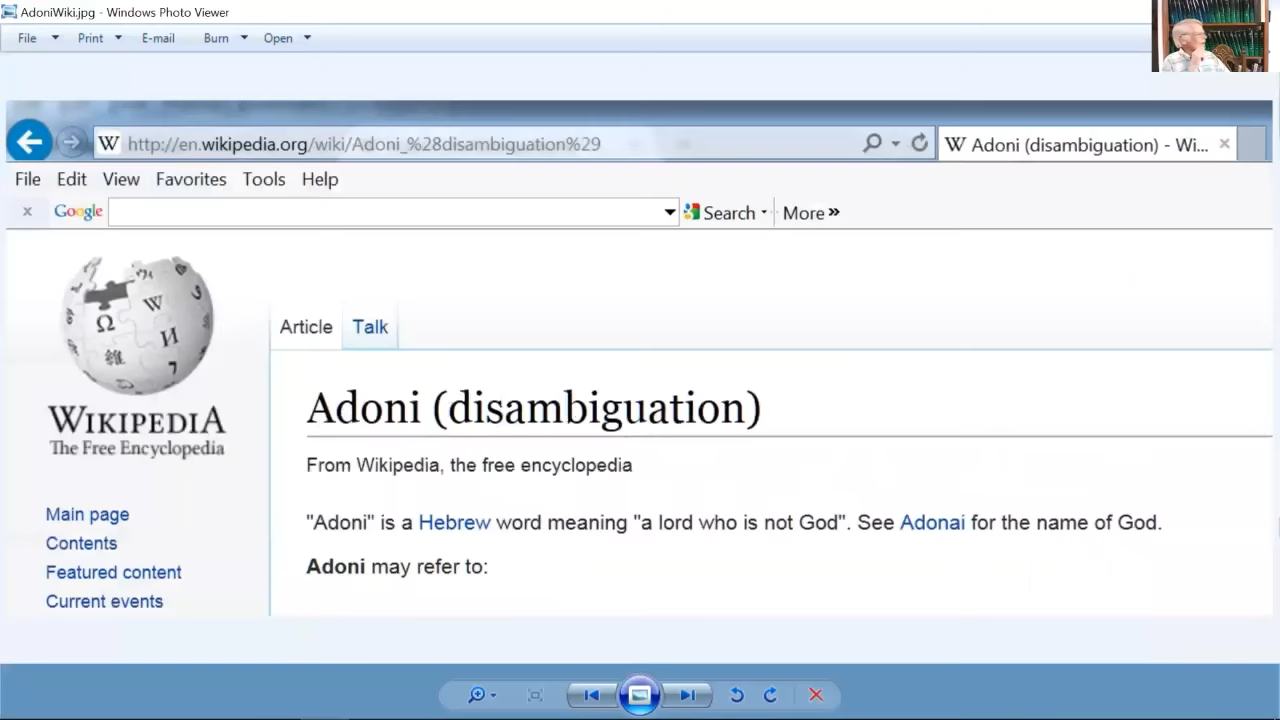 AdoniWiki.jpg - Windows Photo Viewer
File Print E-mail Burn Open
W http://en.wikipedia.org/wiki/Adoni_%28disambiguation%29 W Adoni (disambiguation) - Wi... x
File Edit View Favorites Tools Help
x Google Search More »
Ω W И 維 7
WIKIPEDIA
The Free Encyclopedia
Article Talk
Adoni (disambiguation)
From Wikipedia, the free encyclopedia
"Adoni" is a Hebrew word meaning "a lord who is not God". See Adonai for the name of God.
Adoni may refer to:
Main page
Contents
Featured content
Current events